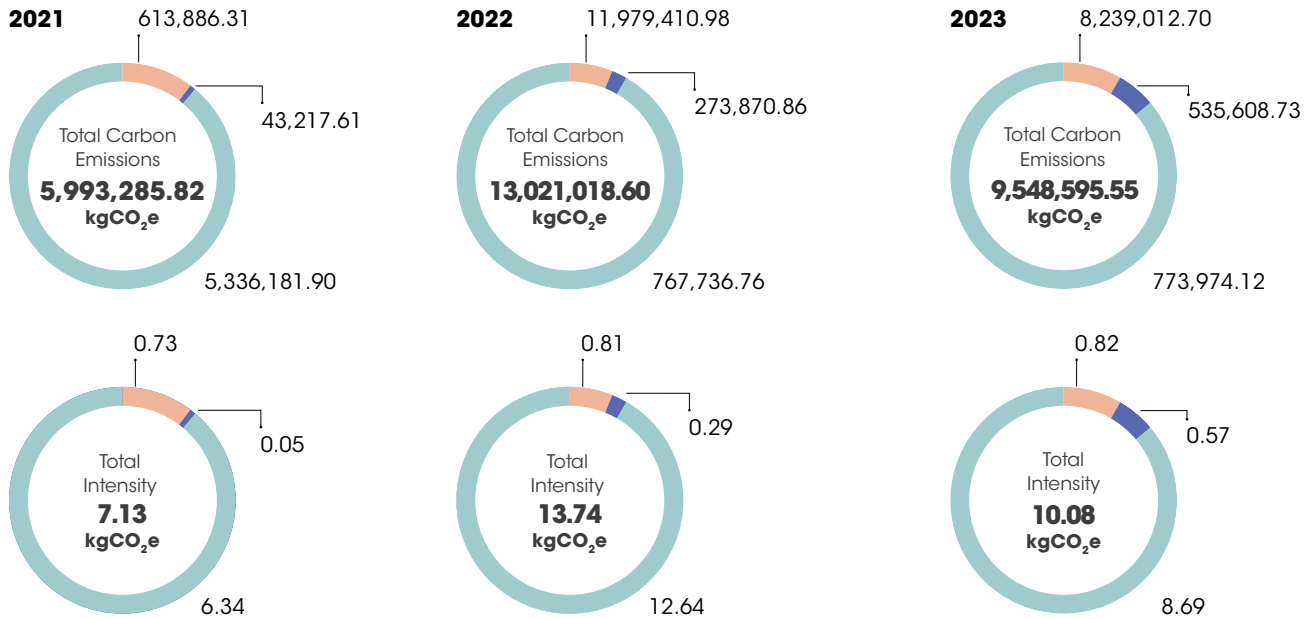 2021
613,886.31
43,217.61
Total Carbon
Emissions
5,993,285.82
kgCO₂e
5,336,181.90
2022
11,979,410.98
273,870.86
Total Carbon
Emissions
13,021,018.60
kgCO₂e
767,736.76
2023
8,239,012.70
535,608.73
Total Carbon
Emissions
9,548,595.55
kgCO₂e
773,974.12
0.73
0.05
Total
Intensity
7.13
kgCO₂e
6.34
0.81
0.29
Total
Intensity
13.74
kgCO₂e
12.64
0.82
0.57
Total
Intensity
10.08
kgCO₂e
8.69